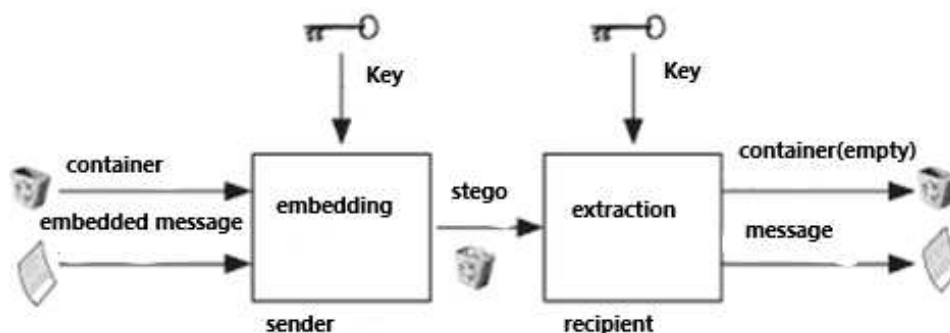 Key
Key
container
container(empty)
embedding
stego
extraction
embedded message
message
sender
recipient